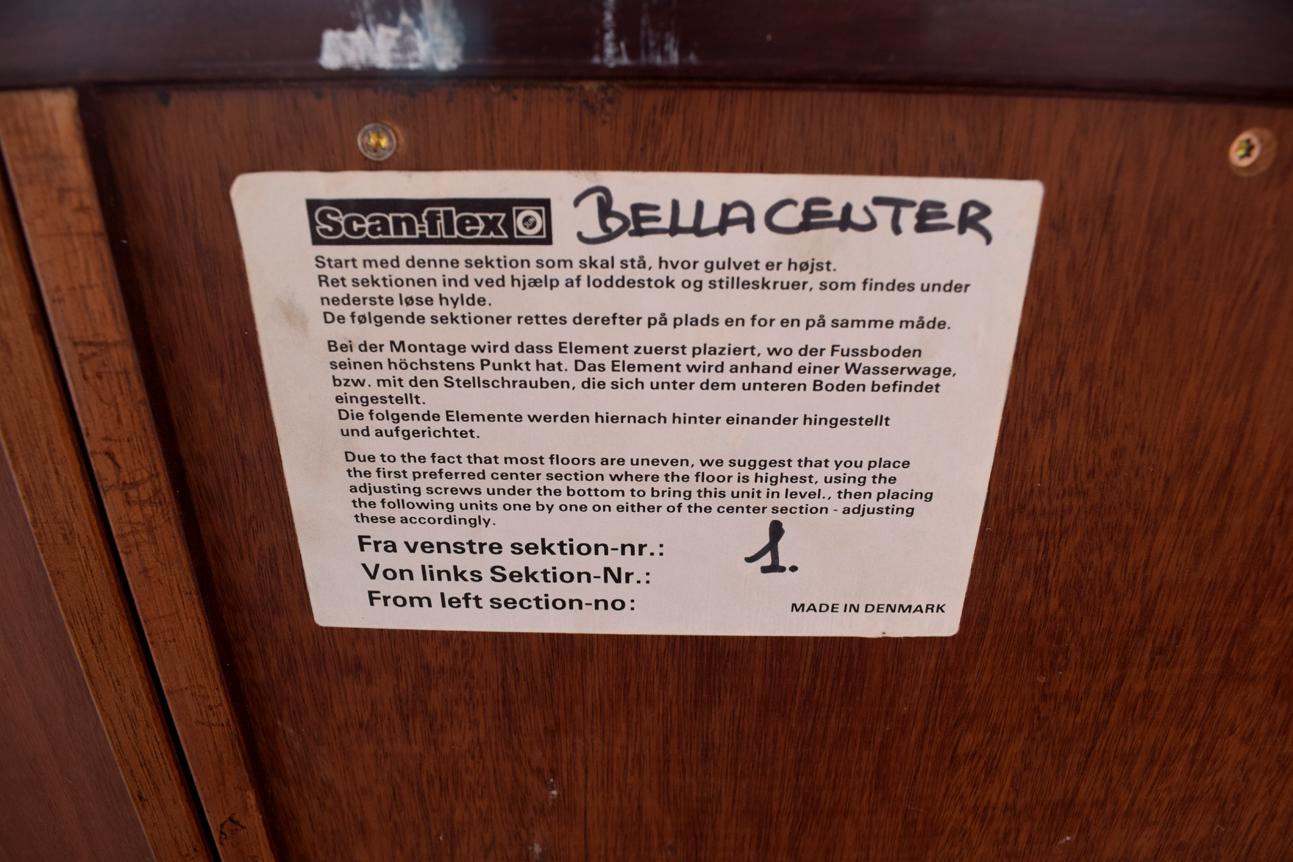 Scan-flex BELLA CENTER
Start med denne sektion som skal stå, hvor gulvet er højst.
Ret sektionen ind ved hjælp af loddestok og stilleskruer, som findes under
nederste løse hylde.
De følgende sektioner rettes derefter på plads en for en på samme måde.
Bei der Montage wird dass Element zuerst plaziert, wo der Fussboden
seinen höchstens Punkt hat. Das Element wird anhand einer Wasserwage,
bzw. mit den Stellschrauben, die sich unter dem unteren Boden befindet
eingestellt.
Die folgende Elemente werden hiernach hinter einander hingestellt
und aufgerichtet.
Due to the fact that most floors are uneven, we suggest that you place
the first preferred center section where the floor is highest, using the
adjusting screws under the bottom to bring this unit in level., then placing
the following units one by one on either of the center section - adjusting
these accordingly.
Fra venstre sektion-nr.: 1.
Von links Sektion-Nr.:
From left section-no:
MADE IN DENMARK